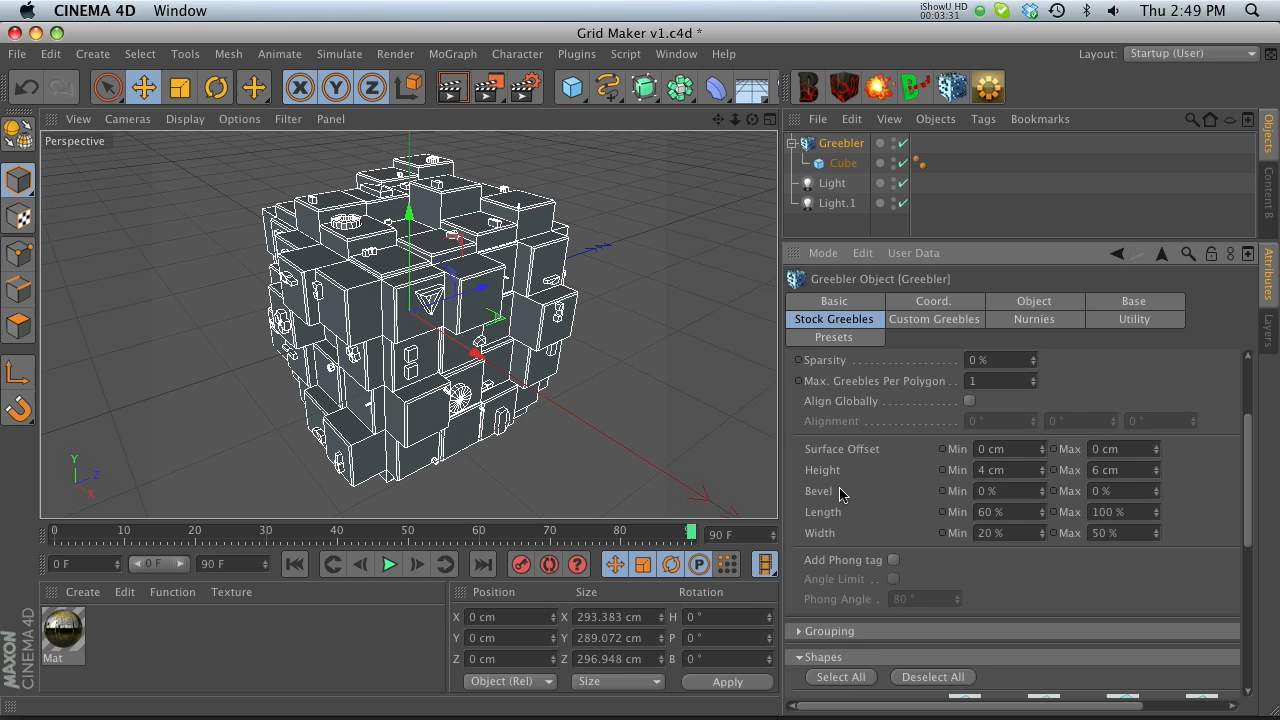 CINEMA 4D Window
iShowU HD
00:03:31
Thu 2:49 PM
Grid Maker v1.c4d *
File Edit Create Select Tools Mesh Animate Simulate Render MoGraph Character Plugins Script Window Help
Layout: Startup (User)
X Y Z
View Cameras Display Options Filter Panel
Perspective
Y
Z
X
0 10 20 30 40 50 60 70 80
90 F
0 F
0 F
90 F
P
Create Edit Function Texture
Mat
MAXON
CINEMA 4D
Position Size Rotation
X 0 cm X 293.383 cm H 0 °
Y 0 cm Y 289.072 cm P 0 °
Z 0 cm Z 296.948 cm B 0 °
Object (Rel) Size Apply
File Edit View Objects Tags Bookmarks
Greebler
Cube
Light
Light.1
Objects
Content B
Attributes
Layers
Mode Edit User Data
Greebler Object [Greebler]
Basic Coord. Object Base
Stock Greebles Custom Greebles Nurnies Utility
Presets
Sparsity 0 %
Max. Greebles Per Polygon 1
Align Globally
Alignment 0 ° 0 ° 0 °
Surface Offset Min 0 cm Max 0 cm
Height Min 4 cm Max 6 cm
Bevel Min 0 % Max 0 %
Length Min 60 % Max 100 %
Width Min 20 % Max 50 %
Add Phong tag
Angle Limit
Phong Angle 80 °
Grouping
Shapes
Select All Deselect All